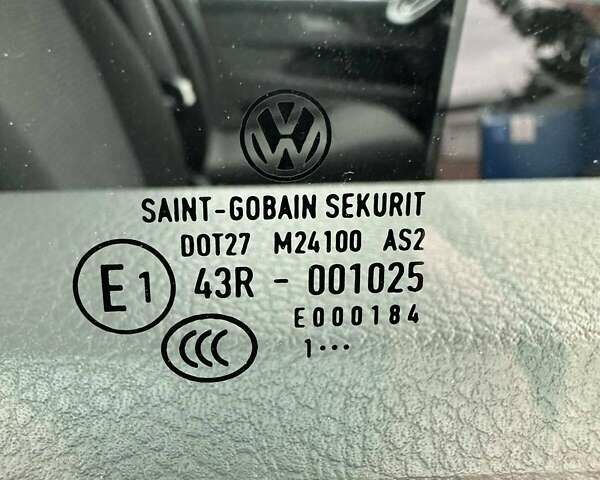 SAINT-GOBAIN SEKURIT
DOT27 M24100 AS2
E1 43R - 001025
E000184
CCC 1...